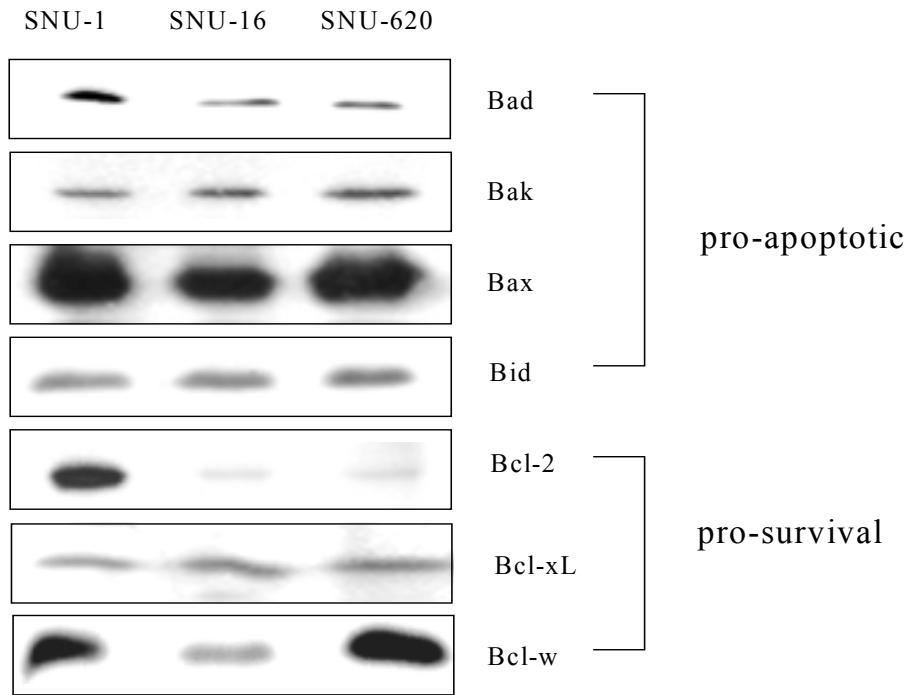 SNU-1 SNU-16 SNU-620
Bad
Bak
pro-apoptotic
Bax
Bid
Bcl-2
pro-survival
Bcl-xL
Bcl-w